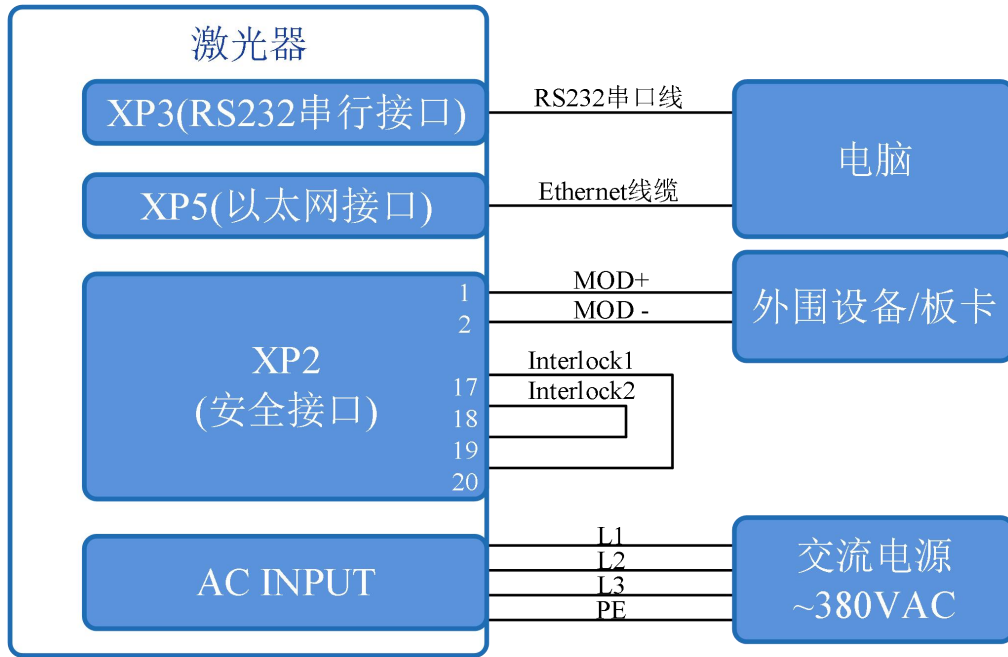 激光器
XP3(RS232串行接口)
RS232串口线
电脑
XP5(以太网接口)
Ethernet线缆
XP2
(安全接口)
1
2
17
18
19
20
MOD+
MOD -
外围设备/板卡
Interlock1
Interlock2
AC INPUT
L1
L2
L3
PE
交流电源
~380VAC